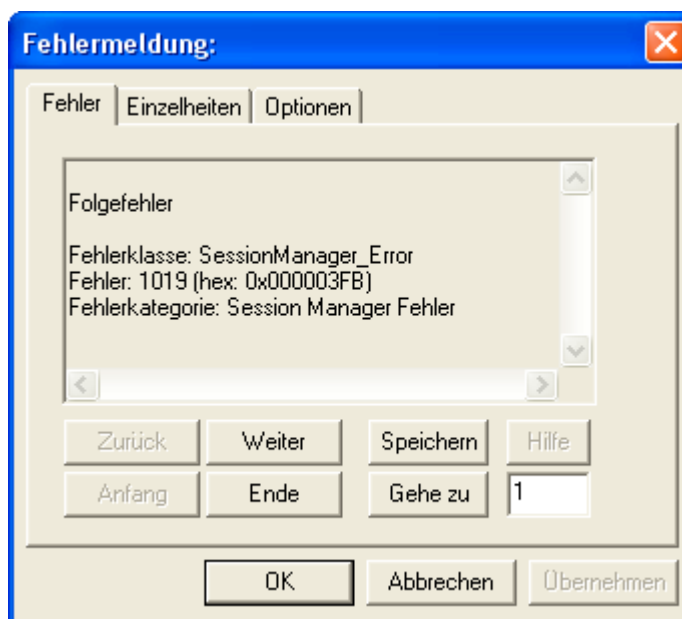 Fehlermeldung:
Fehler Einzelheiten Optionen
Folgefehler
Fehlerklasse: SessionManager_Error
Fehler: 1019 (hex: 0x000003FB)
Fehlerkategorie: Session Manager Fehler
Zurück Weiter Speichern Hilfe
Anfang Ende Gehe zu 1
OK Abbrechen Übernehmen